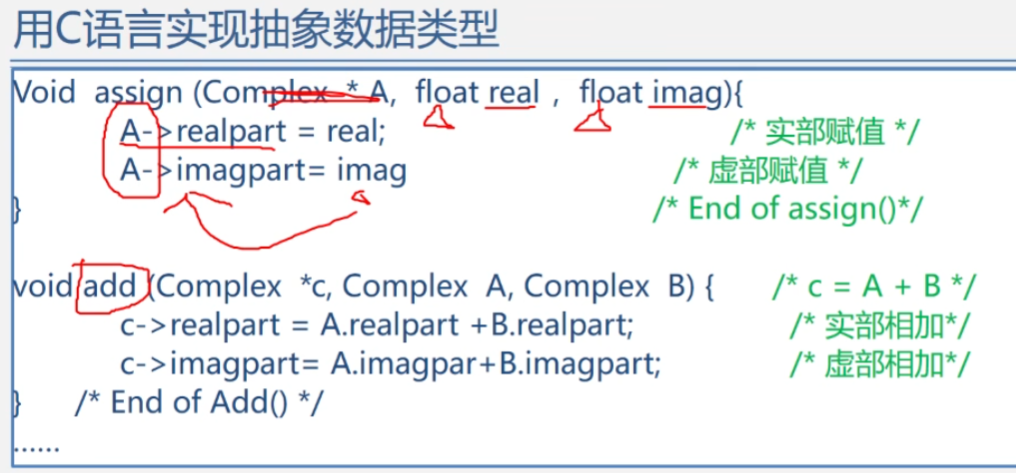 用C语言实现抽象数据类型
Void assign (Complex * A, float real , float imag){
A->realpart = real; /* 实部赋值 */
A->imagpart= imag /* 虚部赋值 */
} /* End of assign()*/
void add (Complex *c, Complex A, Complex B) { /* c = A + B */
c->realpart = A.realpart +B.realpart; /* 实部相加*/
c->imagpart= A.imagpar+B.imagpart; /* 虚部相加*/
} /* End of Add() */
......